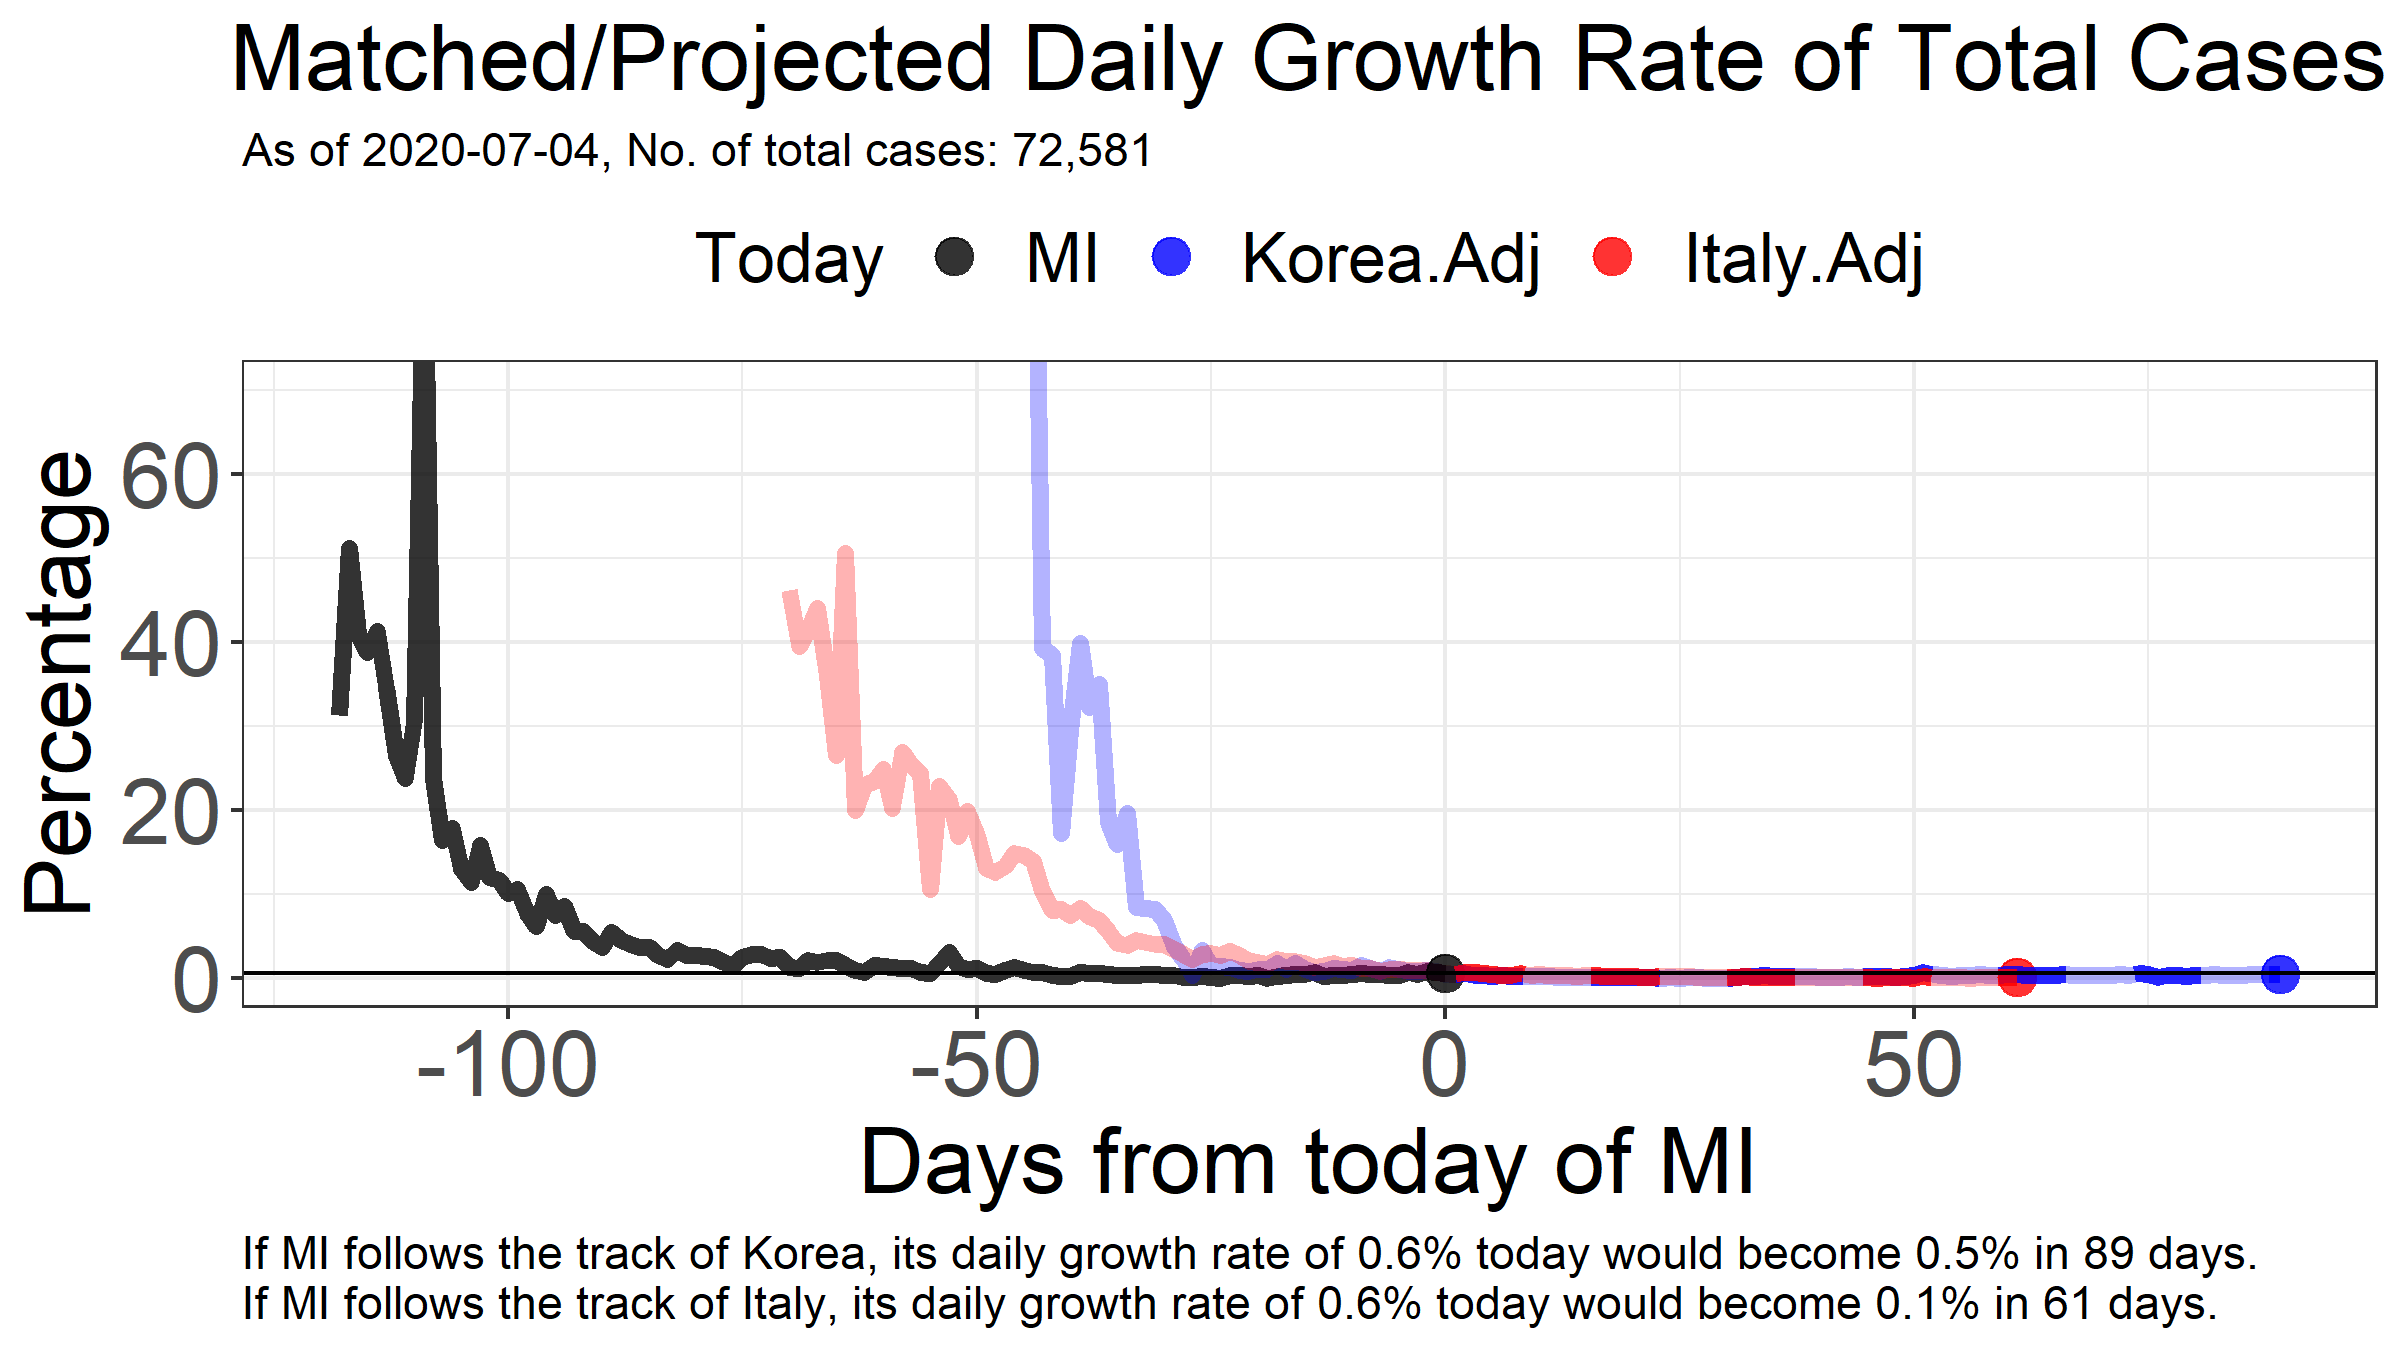 Matched/Projected Daily Growth Rate of Total Cases
As of 2020-07-04, No. of total cases: 72,581
Today MI Korea.Adj Italy.Adj
Percentage
60
40
20
0
-100 -50 0 50
Days from today of MI
If MI follows the track of Korea, its daily growth rate of 0.6% today would become 0.5% in 89 days.
If MI follows the track of Italy, its daily growth rate of 0.6% today would become 0.1% in 61 days.